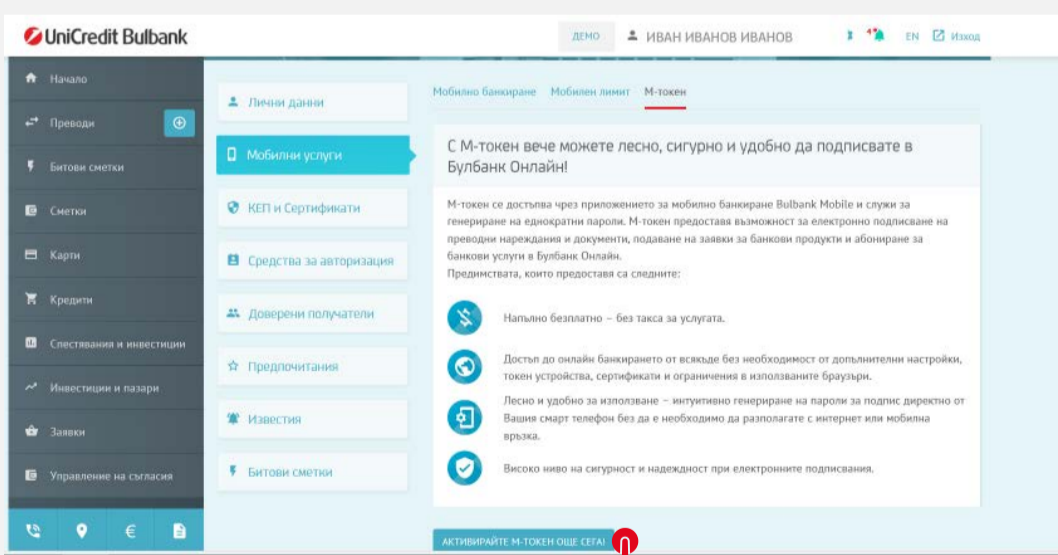 UniCredit Bulbank
ДЕМО
ИВАН ИВАНОВ ИВАНОВ
EN
Изход
Начало
Преводи
Битови сметки
Сметки
Карти
Кредити
Спестявания и инвестиции
Инвестиции и пазари
Заявки
Управление на съгласия
Лични данни
Мобилни услуги
КЕП и Сертификати
Средства за авторизация
Доверени получатели
Предпочитания
Известия
Битови сметки
Мобилно банкиране Мобилен лимит М-токен
С М-токен вече можете лесно, сигурно и удобно да подписвате в
Булбанк Онлайн!
М-токен се достъпва чрез приложението за мобилно банкиране Bulbank Mobile и служи за
генериране на еднократни пароли. М-токен предоставя възможност за електронно подписване на
преводни нареждания и документи, подаване на заявки за банкови продукти и абониране за
банкови услуги в Булбанк Онлайн.
Предимствата, които предоставя са следните:
Напълно безплатно – без такса за услугата.
Достъп до онлайн банкирането от всякъде без необходимост от допълнителни настройки,
токен устройства, сертификати и ограничения в използваните браузъри.
Лесно и удобно за използване – интуитивно генериране на пароли за подпис директно от
Вашия смарт телефон без да е необходимо да разполагате с интернет или мобилна
връзка.
Високо ниво на сигурност и надеждност при електронните подписвания.
АКТИВИРАЙТЕ М-ТОКЕН ОЩЕ СЕГА!